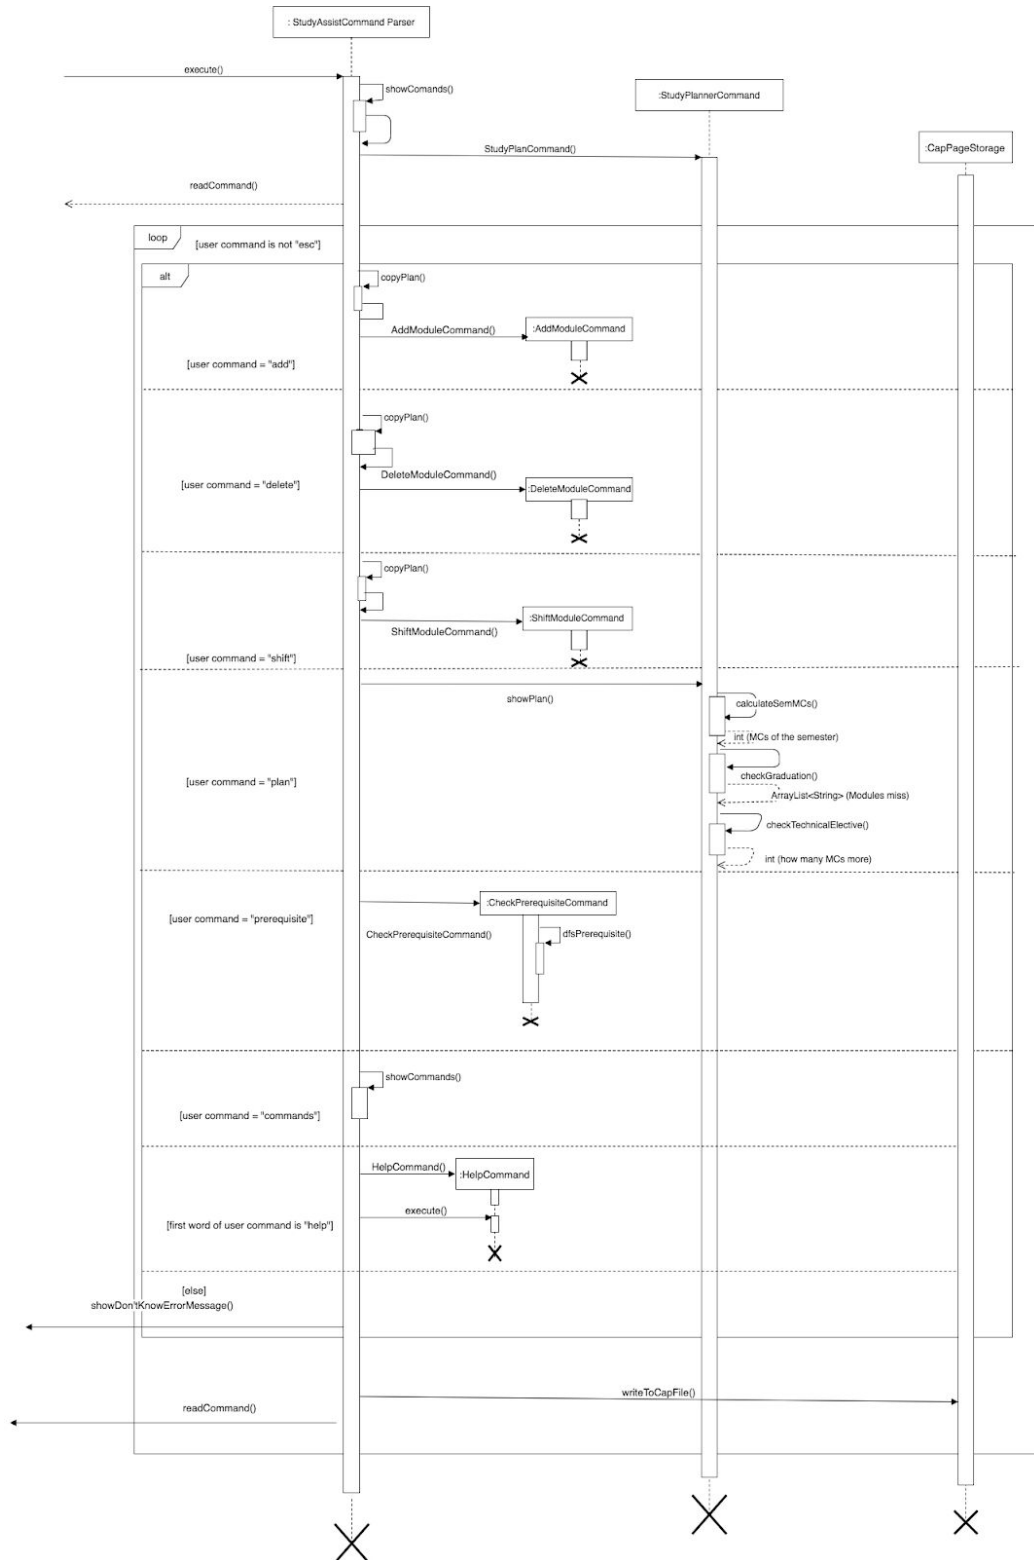 : StudyAssistCommand Parser
execute()
showComands()
:StudyPlannerCommand
:CapPageStorage
StudyPlanCommand()
readCommand()
loop
[user command is not "esc"]
alt
copyPlan()
AddModuleCommand()
:AddModuleCommand
[user command = "add"]
copyPlan()
DeleteModuleCommand()
[user command = "delete"]
:DeleteModuleCommand
copyPlan()
:ShiftModuleCommand
ShiftModuleCommand()
[user command = "shift"]
showPlan()
calculateSemMCs()
int (MCs of the semester)
[user command = "plan"]
checkGraduation()
ArrayList<String> (Modules miss)
checkTechnicalElective()
int (how many MCs more)
:CheckPrerequisiteCommand
[user command = "prerequisite"]
CheckPrerequisiteCommand()
dfsPrerequisite()
showCommands()
[user command = "commands"]
HelpCommand()
:HelpCommand
execute()
[first word of user command is "help"]
[else]
showDon'tKnowErrorMessage()
writeToCapFile()
readCommand()